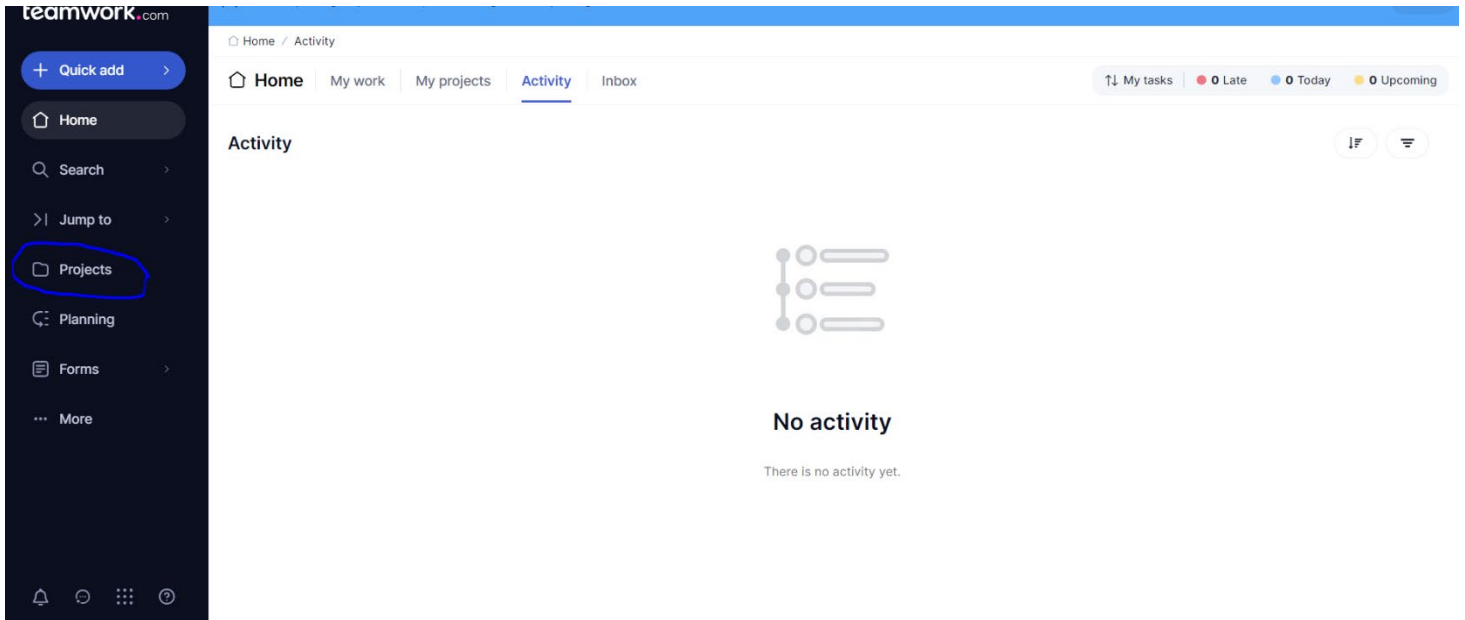 teamwork.com
Home / Activity
Quick add
Home
My work
My projects
Activity
Inbox
My tasks
0 Late
0 Today
0 Upcoming
Home
Activity
Search
Jump to
Projects
Planning
Forms
More
No activity
There is no activity yet.